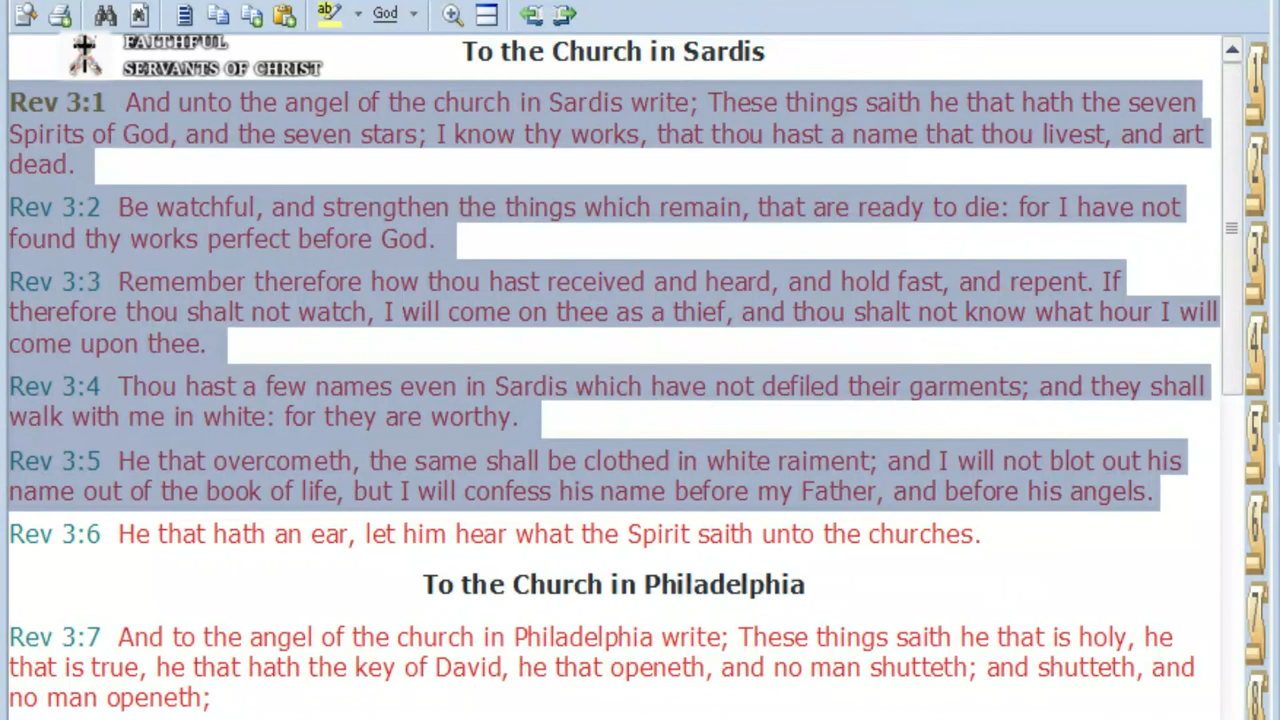 ab
God
FAITHFUL
SERVANTS OF CHRIST
To the Church in Sardis
Rev 3:1 And unto the angel of the church in Sardis write; These things saith he that hath the seven
Spirits of God, and the seven stars; I know thy works, that thou hast a name that thou livest, and art
dead.
Rev 3:2 Be watchful, and strengthen the things which remain, that are ready to die: for I have not
found thy works perfect before God.
Rev 3:3 Remember therefore how thou hast received and heard, and hold fast, and repent. If
therefore thou shalt not watch, I will come on thee as a thief, and thou shalt not know what hour I will
come upon thee.
Rev 3:4 Thou hast a few names even in Sardis which have not defiled their garments; and they shall
walk with me in white: for they are worthy.
Rev 3:5 He that overcometh, the same shall be clothed in white raiment; and I will not blot out his
name out of the book of life, but I will confess his name before my Father, and before his angels.
Rev 3:6 He that hath an ear, let him hear what the Spirit saith unto the churches.
To the Church in Philadelphia
Rev 3:7 And to the angel of the church in Philadelphia write; These things saith he that is holy, he
that is true, he that hath the key of David, he that openeth, and no man shutteth; and shutteth, and
no man openeth;
1
2
3
4
5
6
7
8